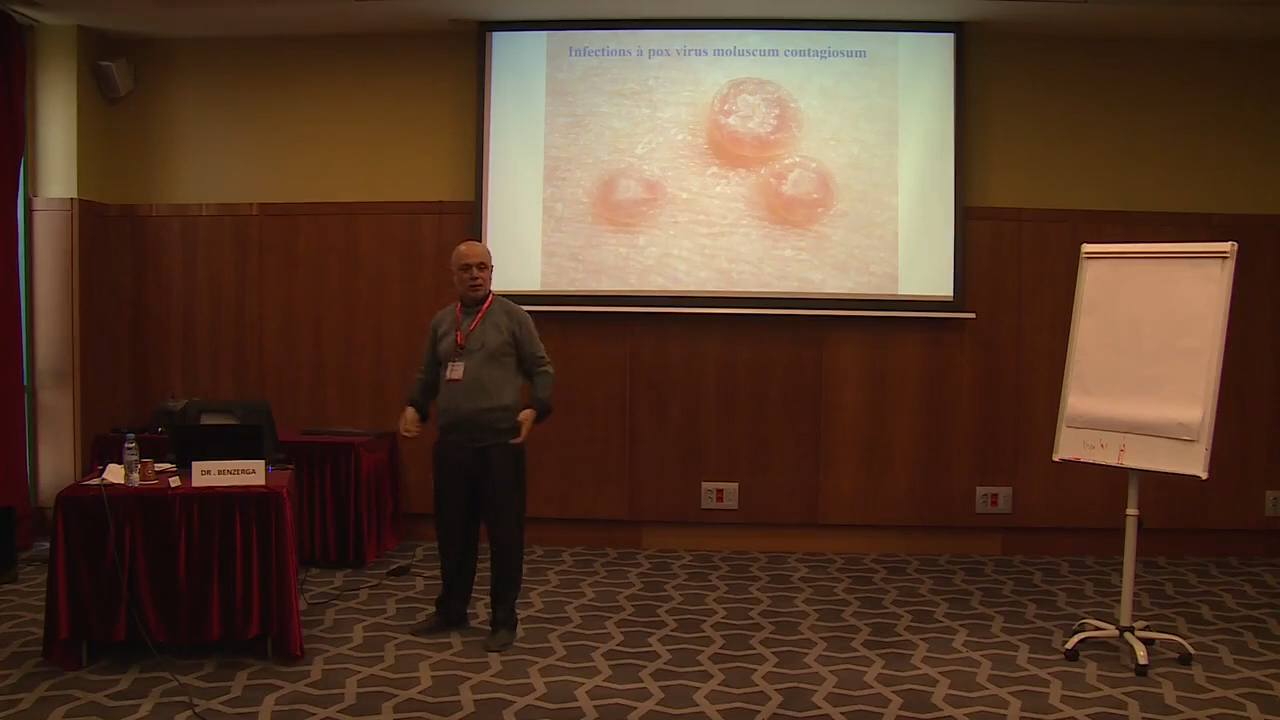 Infections à pox virus moluscum contagiosum
DR . BENZERGA